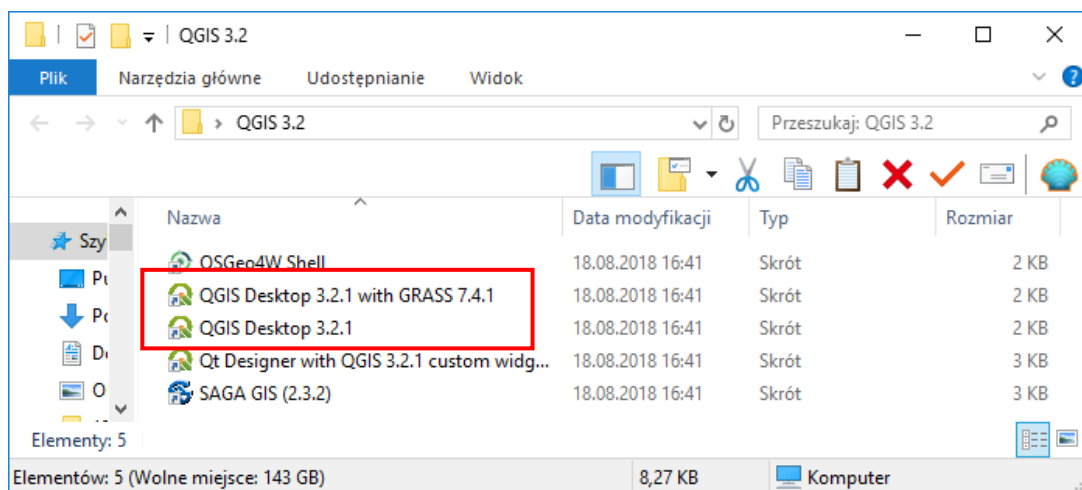 QGIS 3.2
Plik Narzędzia główne Udostępnianie Widok
QGIS 3.2 Przeszukaj: QGIS 3.2
Nazwa Data modyfikacji Typ Rozmiar
Szy
OSGeo4W Shell 18.08.2018 16:41 Skrót 2 KB
Pu
QGIS Desktop 3.2.1 with GRASS 7.4.1 18.08.2018 16:41 Skrót 2 KB
Po
QGIS Desktop 3.2.1 18.08.2018 16:41 Skrót 2 KB
Qt Designer with QGIS 3.2.1 custom widg... 18.08.2018 16:41 Skrót 3 KB
O
SAGA GIS (2.3.2) 18.08.2018 16:41 Skrót 3 KB
Elementy: 5
Elementów: 5 (Wolne miejsce: 143 GB) 8,27 KB Komputer